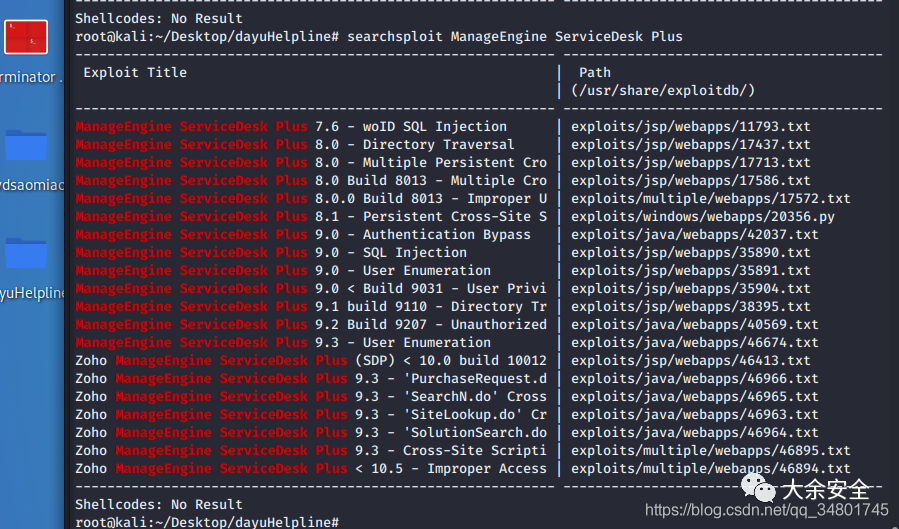 Shellcodes: No Result
root@kali:~/Desktop/dayuHelpline# searchsploit ManageEngine ServiceDesk Plus
Exploit Title | Path
| (/usr/share/exploitdb/)
ManageEngine ServiceDesk Plus 7.6 - woID SQL Injection | exploits/jsp/webapps/11793.txt
ManageEngine ServiceDesk Plus 8.0 - Directory Traversal | exploits/jsp/webapps/17437.txt
ManageEngine ServiceDesk Plus 8.0 - Multiple Persistent Cro | exploits/jsp/webapps/17713.txt
ManageEngine ServiceDesk Plus 8.0 Build 8013 - Multiple Cro | exploits/jsp/webapps/17586.txt
ManageEngine ServiceDesk Plus 8.0.0 Build 8013 - Improper U | exploits/multiple/webapps/17572.txt
ManageEngine ServiceDesk Plus 8.1 - Persistent Cross-Site S | exploits/windows/webapps/20356.py
ManageEngine ServiceDesk Plus 9.0 - Authentication Bypass | exploits/java/webapps/42037.txt
ManageEngine ServiceDesk Plus 9.0 - SQL Injection | exploits/jsp/webapps/35890.txt
ManageEngine ServiceDesk Plus 9.0 - User Enumeration | exploits/jsp/webapps/35891.txt
ManageEngine ServiceDesk Plus 9.0 < Build 9031 - User Privi | exploits/jsp/webapps/35904.txt
ManageEngine ServiceDesk Plus 9.1 build 9110 - Directory Tr | exploits/jsp/webapps/38395.txt
ManageEngine ServiceDesk Plus 9.2 Build 9207 - Unauthorized | exploits/java/webapps/40569.txt
ManageEngine ServiceDesk Plus 9.3 - User Enumeration | exploits/java/webapps/46674.txt
Zoho ManageEngine ServiceDesk Plus (SDP) < 10.0 build 10012 | exploits/jsp/webapps/46413.txt
Zoho ManageEngine ServiceDesk Plus 9.3 - 'PurchaseRequest.d | exploits/java/webapps/46966.txt
Zoho ManageEngine ServiceDesk Plus 9.3 - 'SearchN.do' Cross | exploits/java/webapps/46965.txt
Zoho ManageEngine ServiceDesk Plus 9.3 - 'SiteLookup.do' Cr | exploits/java/webapps/46963.txt
Zoho ManageEngine ServiceDesk Plus 9.3 - 'SolutionSearch.do | exploits/java/webapps/46964.txt
Zoho ManageEngine ServiceDesk Plus 9.3 - Cross-Site Scripti | exploits/multiple/webapps/46895.txt
Zoho ManageEngine ServiceDesk Plus < 10.5 - Improper Access | exploits/multiple/webapps/46894.txt
Shellcodes: No Result
root@kali:~/Desktop/dayuHelpline#
rminator .
ydsaomiao
ayuHelpline
大余安全
https://blog.csdn.net/qq_34801745